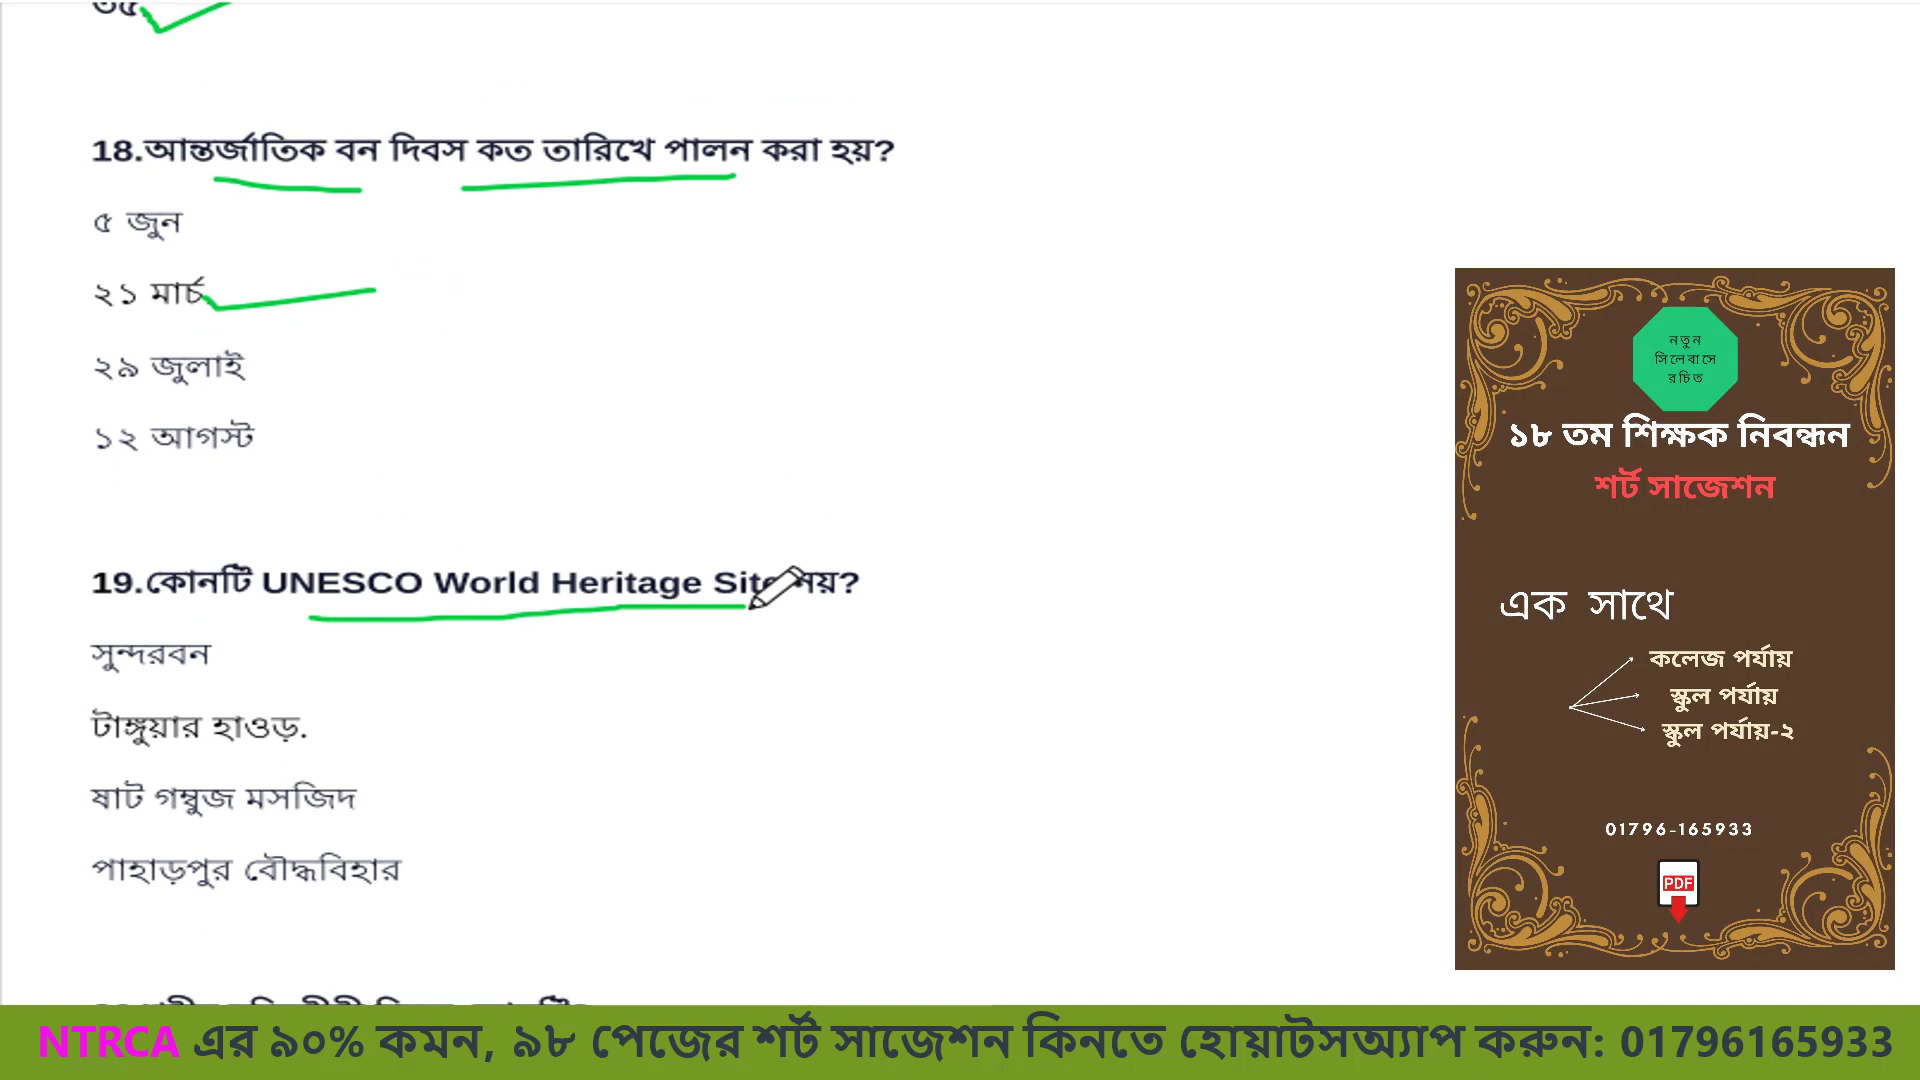 18.আন্তর্জাতিক বন দিবস কত তারিখে পালন করা হয়?
৫ জুন
২১ মার্চ
২৯ জুলাই
১২ আগস্ট
19.কোনটি UNESCO World Heritage Site নয়?
সুন্দরবন
টাঙ্গুয়ার হাওড়.
ষাট গম্বুজ মসজিদ
পাহাড়পুর বৌদ্ধবিহার
নতুন
সিলেবাসে
রচিত
১৮ তম শিক্ষক নিবন্ধন
শর্ট সাজেশন
এক সাথে
কলেজ পর্যায়
স্কুল পর্যায়
স্কুল পর্যায়-২
01796-165933
PDF
NTRCA এর ৯০% কমন, ৯৮ পেজের শর্ট সাজেশন কিনতে হোয়াটসঅ্যাপ করুন: 01796165933